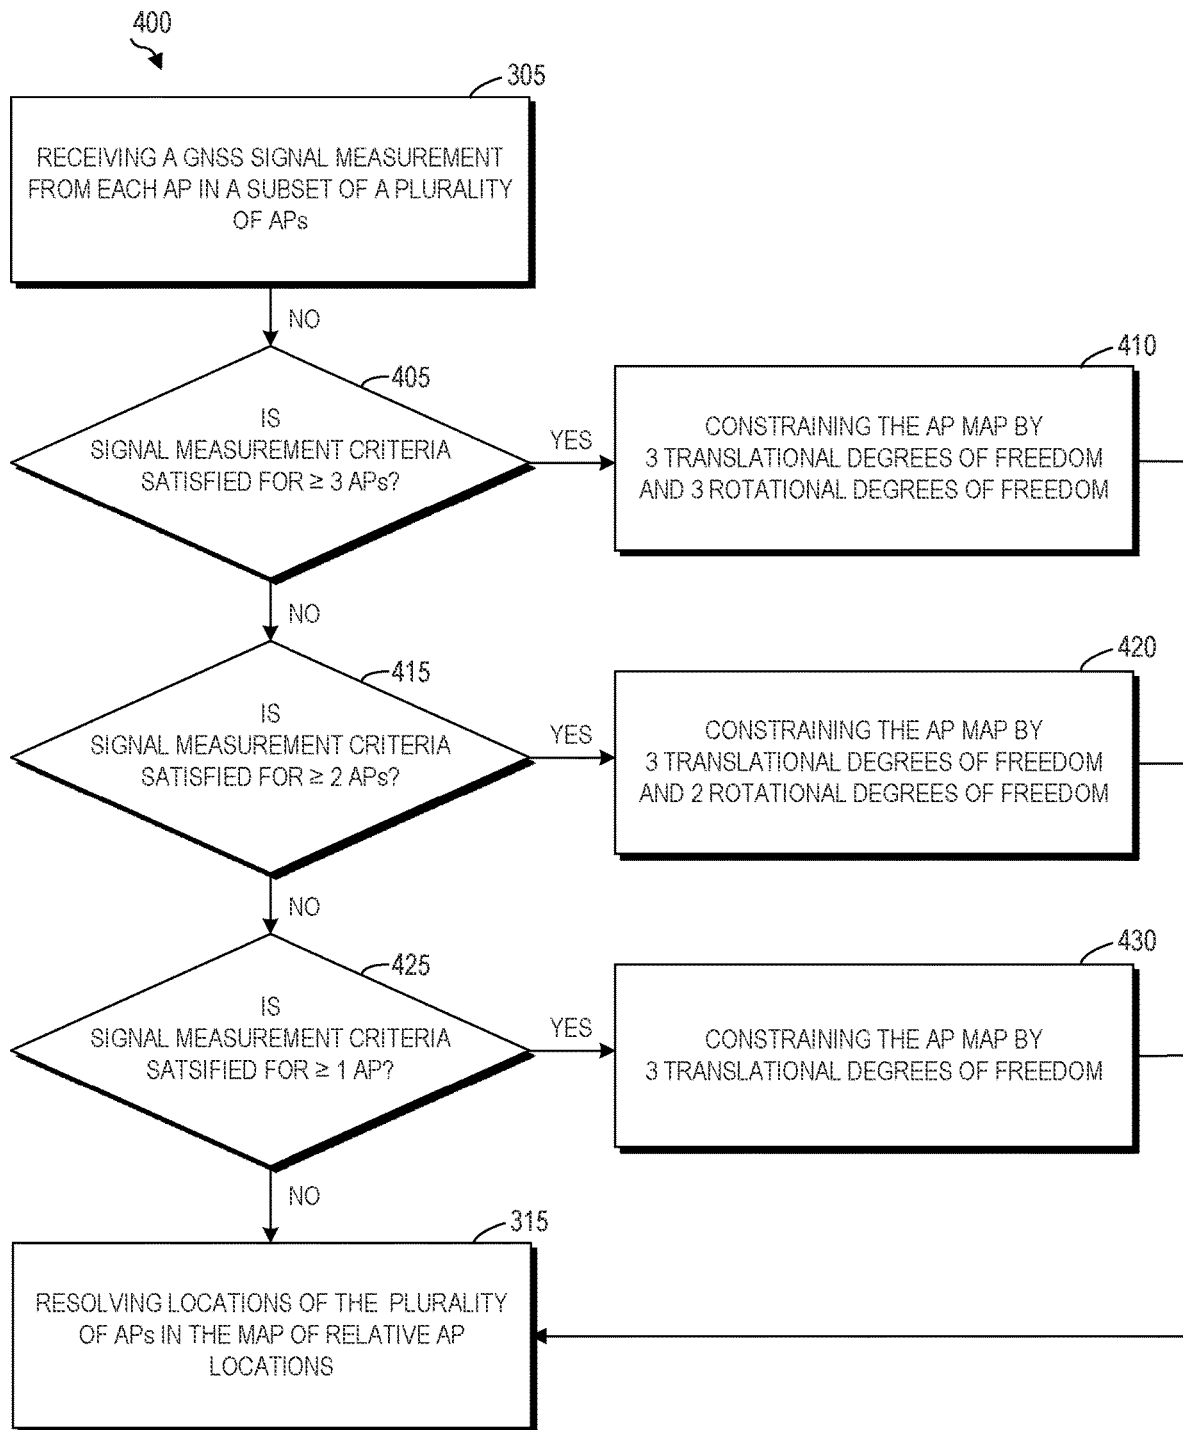 400
305
RECEIVING A GNSS SIGNAL MEASUREMENT
FROM EACH AP IN A SUBSET OF A PLURALITY
OF APs
NO
405
IS
SIGNAL MEASUREMENT CRITERIA
SATISFIED FOR ≥ 3 APs?
YES
410
CONSTRAINING THE AP MAP BY
3 TRANSLATIONAL DEGREES OF FREEDOM
AND 3 ROTATIONAL DEGREES OF FREEDOM
NO
415
IS
SIGNAL MEASUREMENT CRITERIA
SATISFIED FOR ≥ 2 APs?
YES
420
CONSTRAINING THE AP MAP BY
3 TRANSLATIONAL DEGREES OF FREEDOM
AND 2 ROTATIONAL DEGREES OF FREEDOM
NO
425
IS
SIGNAL MEASUREMENT CRITERIA
SATSIFIED FOR ≥ 1 AP?
YES
430
CONSTRAINING THE AP MAP BY
3 TRANSLATIONAL DEGREES OF FREEDOM
NO
315
RESOLVING LOCATIONS OF THE PLURALITY
OF APs IN THE MAP OF RELATIVE AP
LOCATIONS